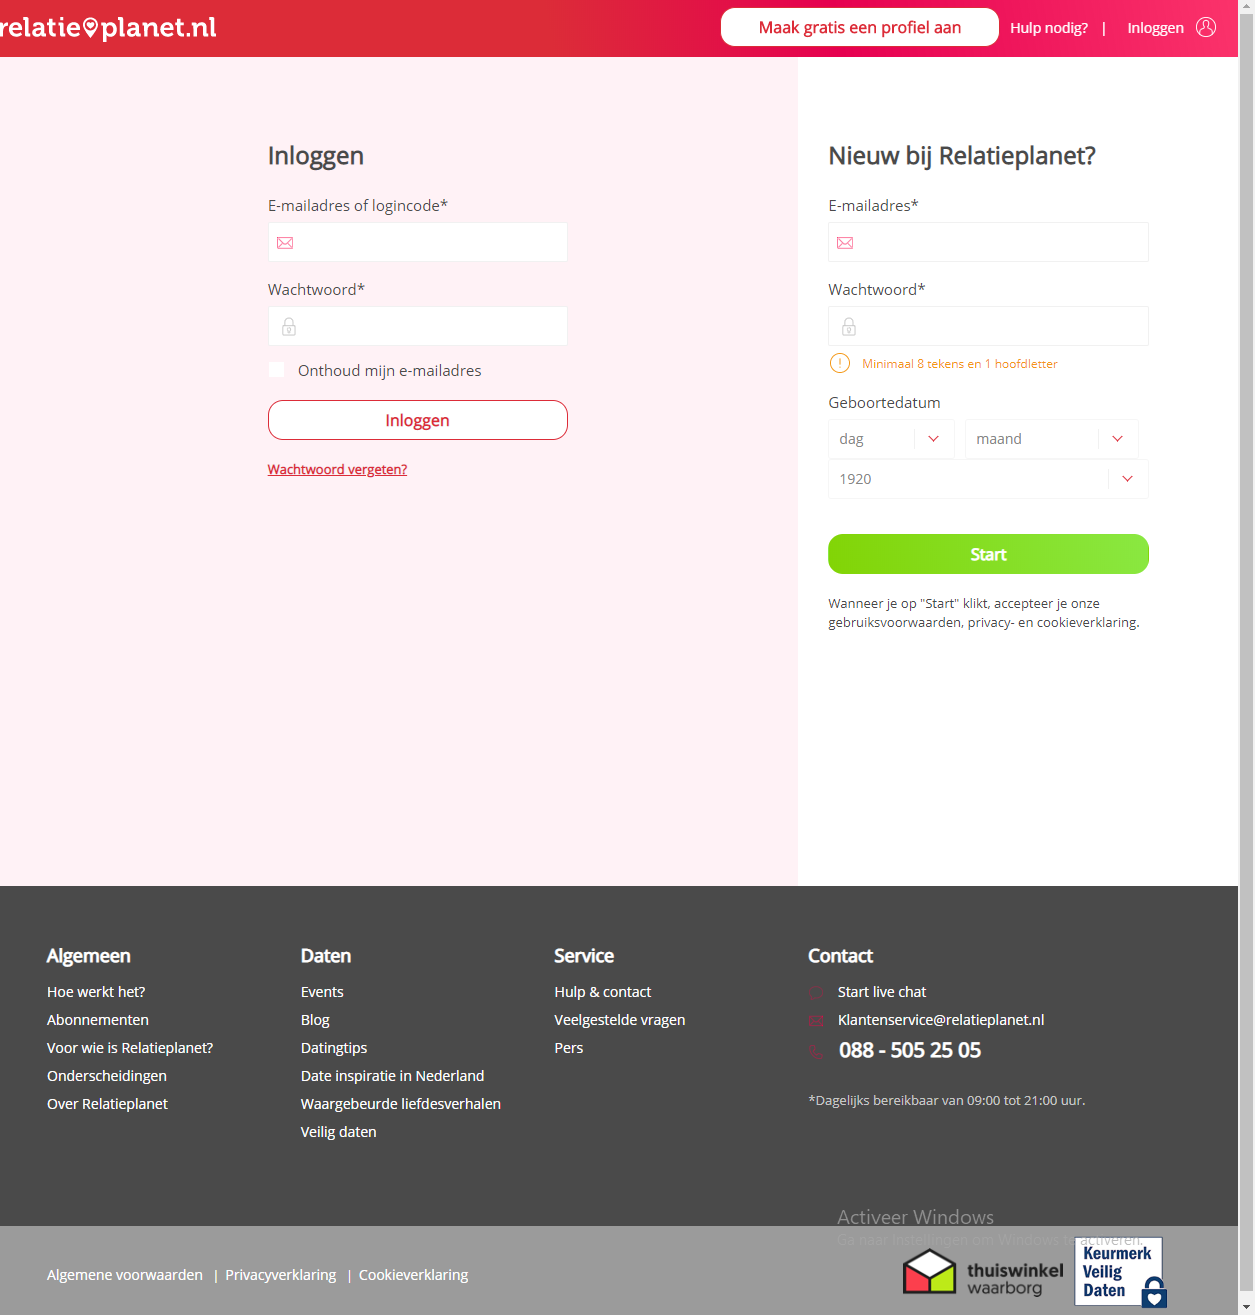 relatieplanet.nl
Maak gratis een profiel aan
Hulp nodig? | Inloggen
Inloggen
E-mailadres of logincode*
Wachtwoord*
Onthoud mijn e-mailadres
Inloggen
Wachtwoord vergeten?
Nieuw bij Relatieplanet?
E-mailadres*
Wachtwoord*
Minimaal 8 tekens en 1 hoofdletter
Geboortedatum
dag maand
1920
Start
Wanneer je op "Start" klikt, accepteer je onze
gebruiksvoorwaarden, privacy- en cookieverklaring.
Algemeen
Hoe werkt het?
Abonnementen
Voor wie is Relatieplanet?
Onderscheidingen
Over Relatieplanet
Daten
Events
Blog
Datingtips
Date inspiratie in Nederland
Waargebeurde liefdesverhalen
Veilig daten
Service
Hulp & contact
Veelgestelde vragen
Pers
Contact
Start live chat
Klantenservice@relatieplanet.nl
088 - 505 25 05
*Dagelijks bereikbaar van 09:00 tot 21:00 uur.
Activeer Windows
Ga naar Instellingen om Windows te activeren.
Algemene voorwaarden | Privacyverklaring | Cookieverklaring
thuiswinkel
waarborg
Keurmerk
Veilig
Daten